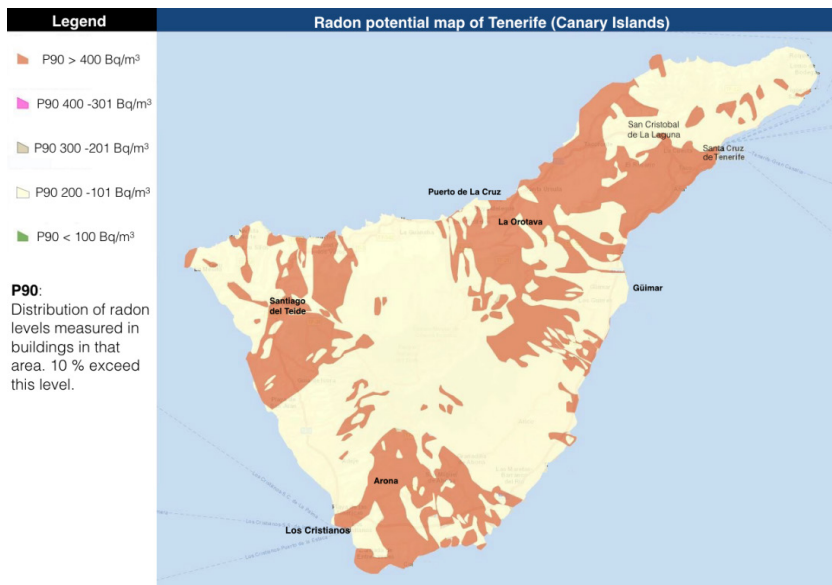 Legend
Radon potential map of Tenerife (Canary Islands)
P90 > 400 Bq/m³
P90 400 -301 Bq/m³
P90 300 -201 Bq/m³
P90 200 -101 Bq/m³
P90 < 100 Bq/m³
P90:
Distribution of radon
levels measured in
buildings in that
area. 10 % exceed
this level.
San Cristobal
de La Laguna
Santa Cruz
de Tenerife
Puerto de La Cruz
La Orotava
Güimar
Santiago
del Teide
Arona
Los Cristianos